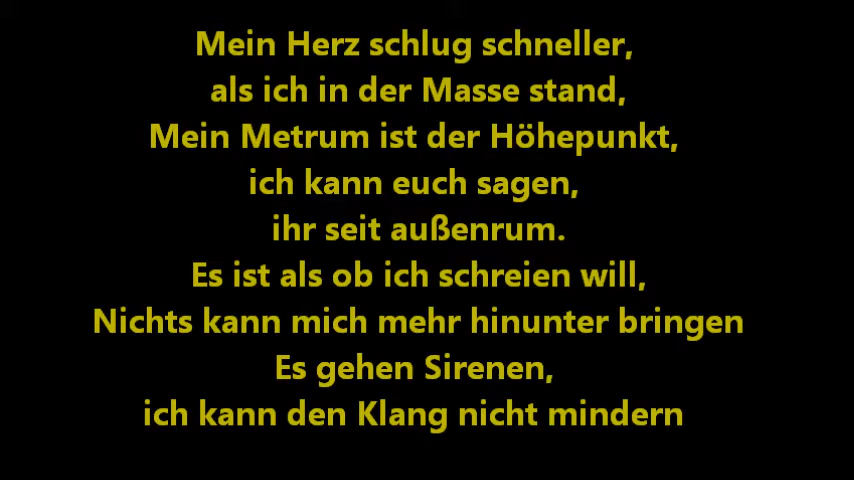 Mein Herz schlug schneller,
als ich in der Masse stand,
Mein Metrum ist der Höhepunkt,
ich kann euch sagen,
ihr seit außenrum.
Es ist als ob ich schreien will,
Nichts kann mich mehr hinunter bringen
Es gehen Sirenen,
ich kann den Klang nicht mindern